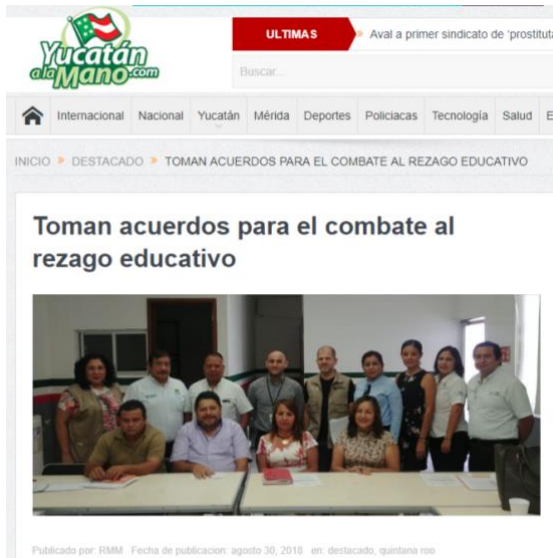 Yucatán
a la Mano.com
ULTIMAS
Aval a primer sindicato de 'prostituta
Buscar...
Internacional Nacional Yucatán Mérida Deportes Policiacas Tecnología Salud E
INICIO » DESTACADO » TOMAN ACUERDOS PARA EL COMBATE AL REZAGO EDUCATIVO
Toman acuerdos para el combate al
rezago educativo
Publicado por: RMM Fecha de publicacion: agosto 30, 2018 en: destacado, quintana roo